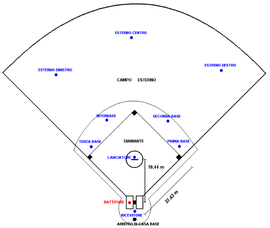 ESTERNO CENTRO
ESTERNO SINISTRO
ESTERNO DESTRO
CAMPO ESTERNO
INTERBASE
SECONDA BASE
TERZA BASE
DIAMANTE
PRIMA BASE
LANCIATORE
18,44 m
27,43 m
BATTITORE
RICEVITORE
ARBITRO DI CASA BASE